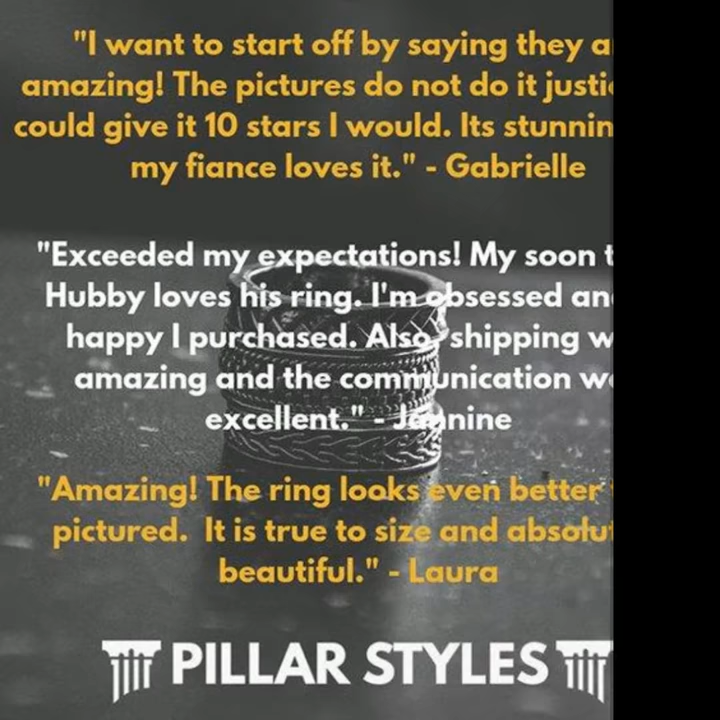 "I want to start off by saying they a
amazing! The pictures do not do it justi
could give it 10 stars I would. Its stunnin
my fiance loves it." - Gabrielle
"Exceeded my expectations! My soon t
Hubby loves his ring. I'm obsessed an
happy I purchased. Also, shipping w
amazing and the communication w
excellent." - Jannine
"Amazing! The ring looks even better
pictured. It is true to size and absolu
beautiful." - Laura
PILLAR STYLES